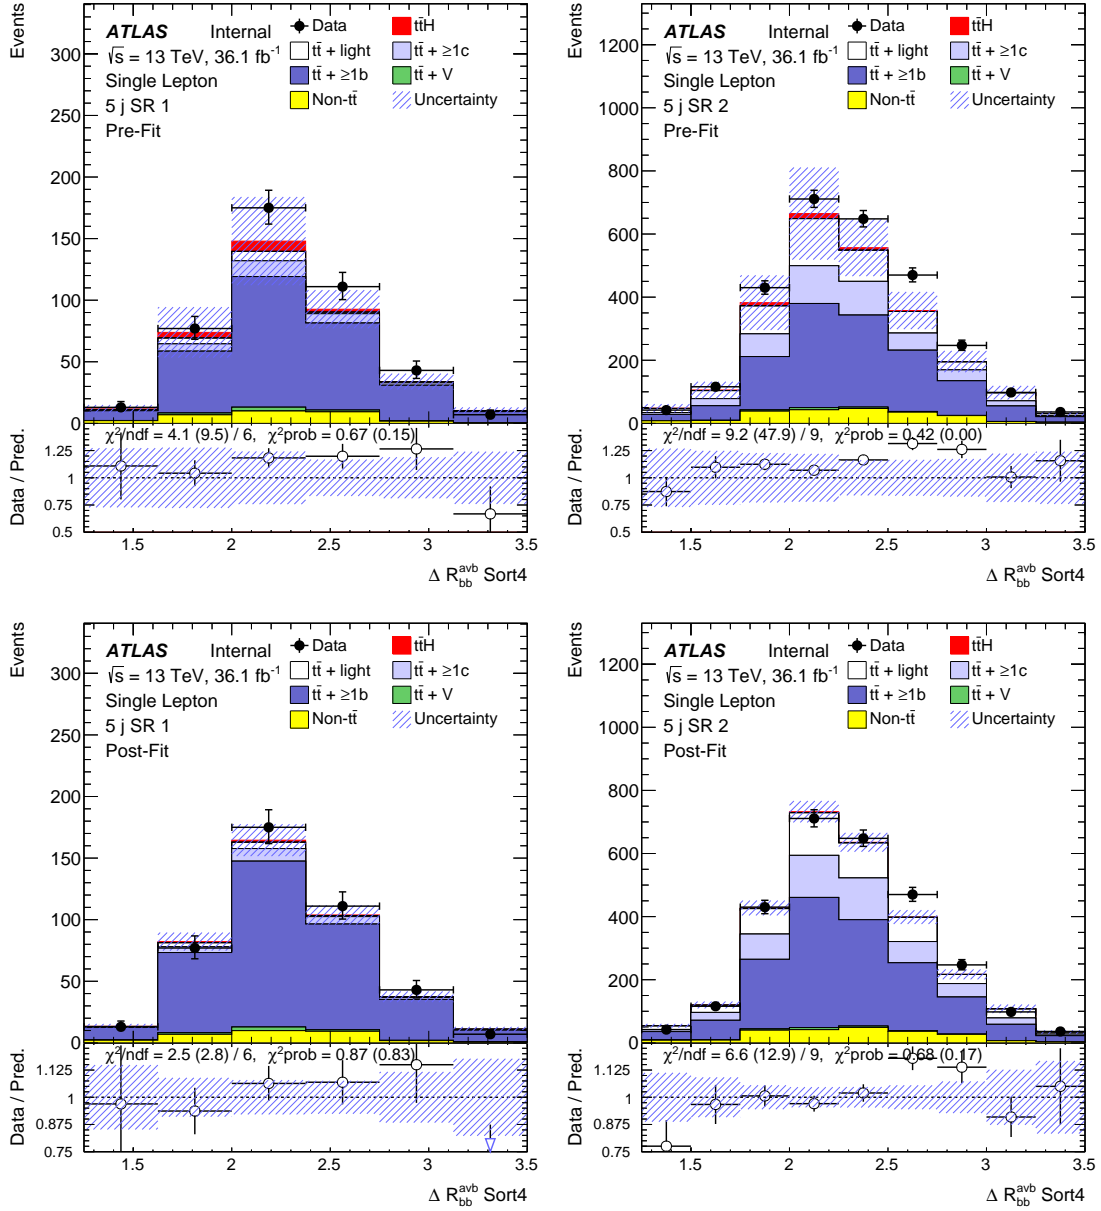 Events
300
250
200
150
100
50
0
ATLAS Internal
√s = 13 TeV, 36.1 fb⁻¹
Single Lepton
5 j SR 1
Pre-Fit
Data
tt̄H
tt̄ + light
tt̄ + ≥1c
tt̄ + ≥1b
tt̄ + V
Non-tt̄
Uncertainty
Data / Pred.
1.25
1
0.75
0.5
χ²/ndf = 4.1 (9.5) / 6, χ²prob = 0.67 (0.15)
1.5 2 2.5 3 3.5
Δ R_bb^avb Sort4
Events
1200
1000
800
600
400
200
0
ATLAS Internal
√s = 13 TeV, 36.1 fb⁻¹
Single Lepton
5 j SR 2
Pre-Fit
Data
tt̄H
tt̄ + light
tt̄ + ≥1c
tt̄ + ≥1b
tt̄ + V
Non-tt̄
Uncertainty
Data / Pred.
1.25
1
0.75
0.5
χ²/ndf = 9.2 (47.9) / 9, χ²prob = 0.42 (0.00)
1.5 2 2.5 3 3.5
Δ R_bb^avb Sort4
Events
300
250
200
150
100
50
0
ATLAS Internal
√s = 13 TeV, 36.1 fb⁻¹
Single Lepton
5 j SR 1
Post-Fit
Data
tt̄H
tt̄ + light
tt̄ + ≥1c
tt̄ + ≥1b
tt̄ + V
Non-tt̄
Uncertainty
Data / Pred.
1.125
1
0.875
0.75
χ²/ndf = 2.5 (2.8) / 6, χ²prob = 0.87 (0.83)
1.5 2 2.5 3 3.5
Δ R_bb^avb Sort4
Events
1200
1000
800
600
400
200
0
ATLAS Internal
√s = 13 TeV, 36.1 fb⁻¹
Single Lepton
5 j SR 2
Post-Fit
Data
tt̄H
tt̄ + light
tt̄ + ≥1c
tt̄ + ≥1b
tt̄ + V
Non-tt̄
Uncertainty
Data / Pred.
1.125
1
0.875
0.75
χ²/ndf = 6.6 (12.9) / 9, χ²prob = 0.68 (0.17)
1.5 2 2.5 3 3.5
Δ R_bb^avb Sort4